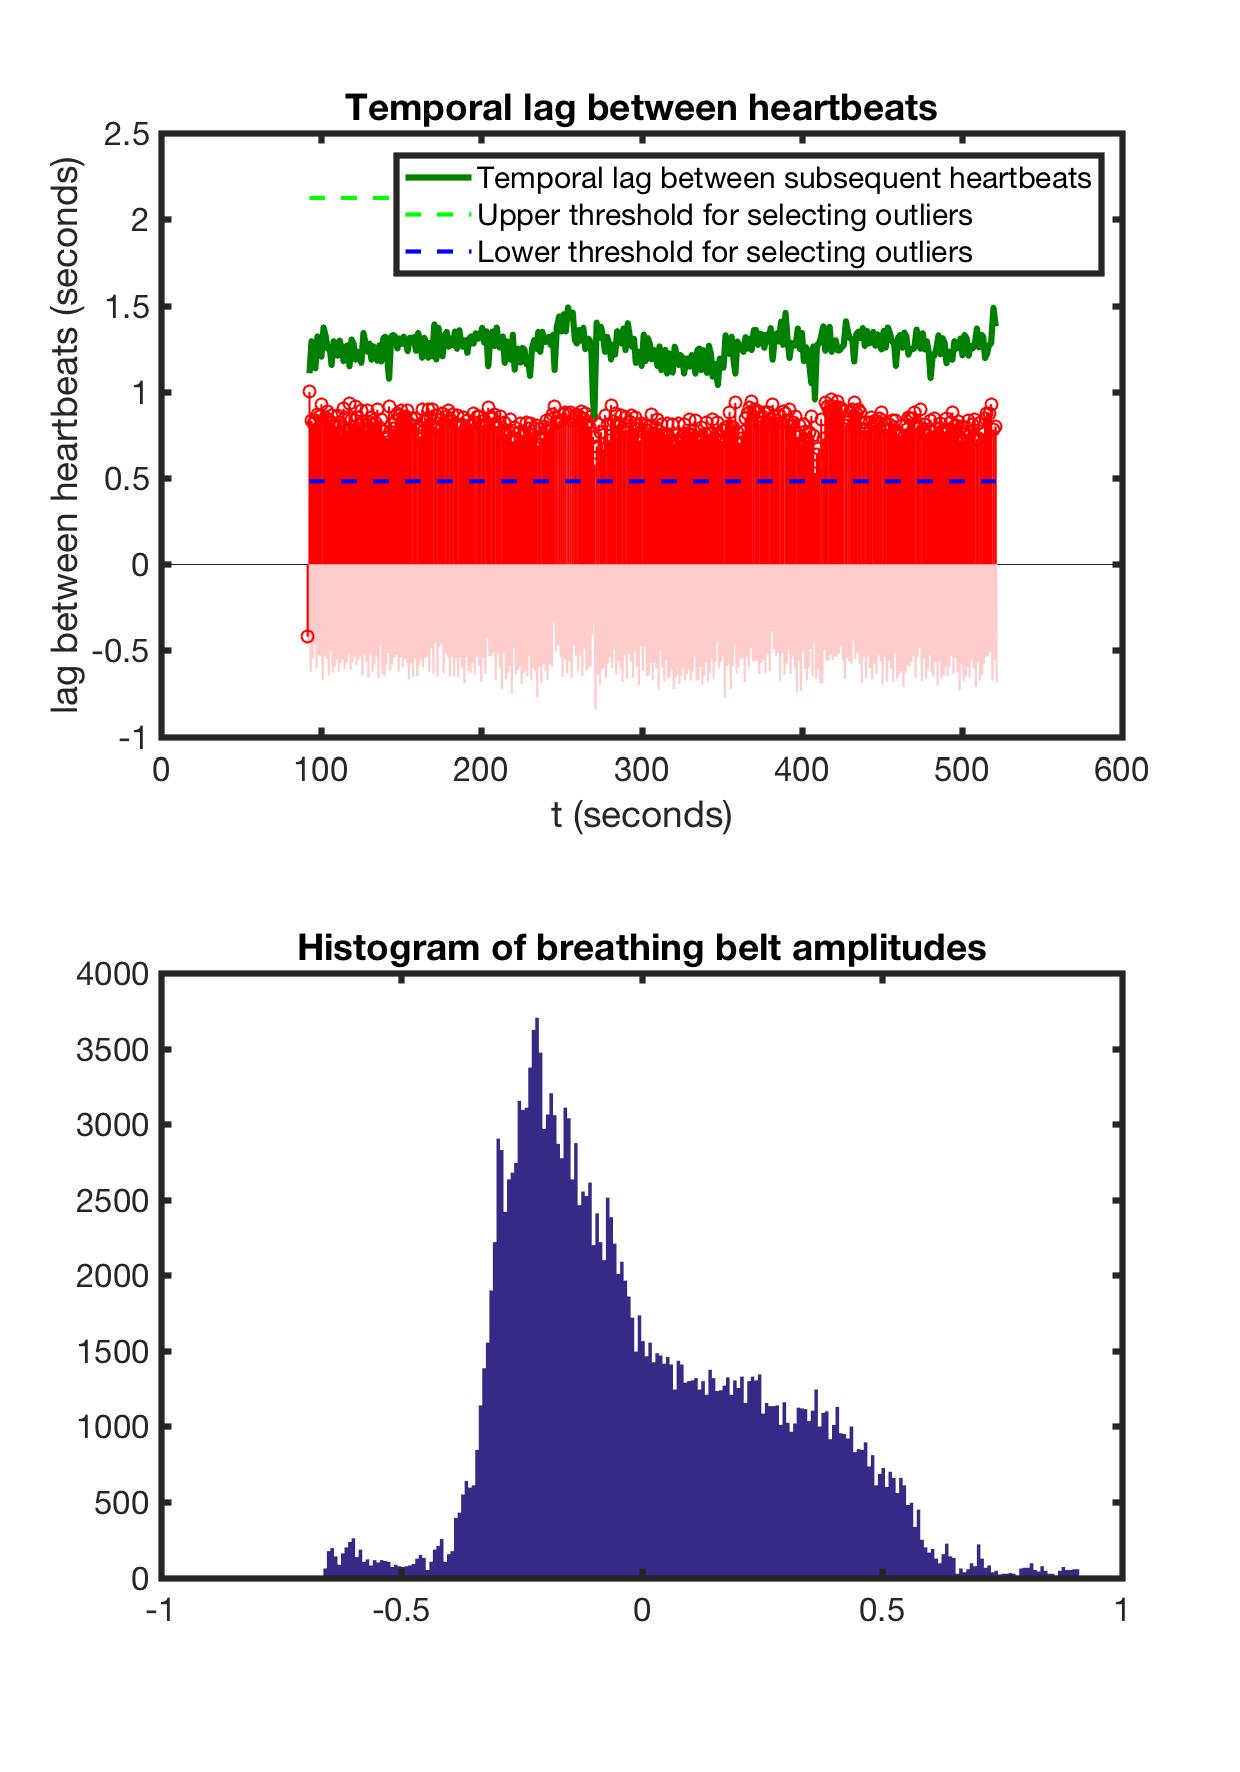 Temporal lag between heartbeats
2.5
2
1.5
1
0.5
0
-0.5
-1
lag between heartbeats (seconds)
Temporal lag between subsequent heartbeats
Upper threshold for selecting outliers
Lower threshold for selecting outliers
0 100 200 300 400 500 600
t (seconds)
Histogram of breathing belt amplitudes
4000
3500
3000
2500
2000
1500
1000
500
0
-1 -0.5 0 0.5 1